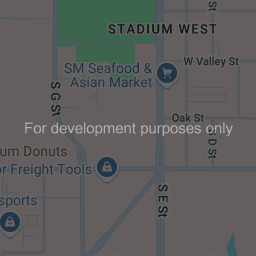 STADIUM WEST
W Valley St
SM Seafood &
Asian Market
S G St
Oak St
For development purposes only
S D St
um Donuts
or Freight Tools
S E St
sports